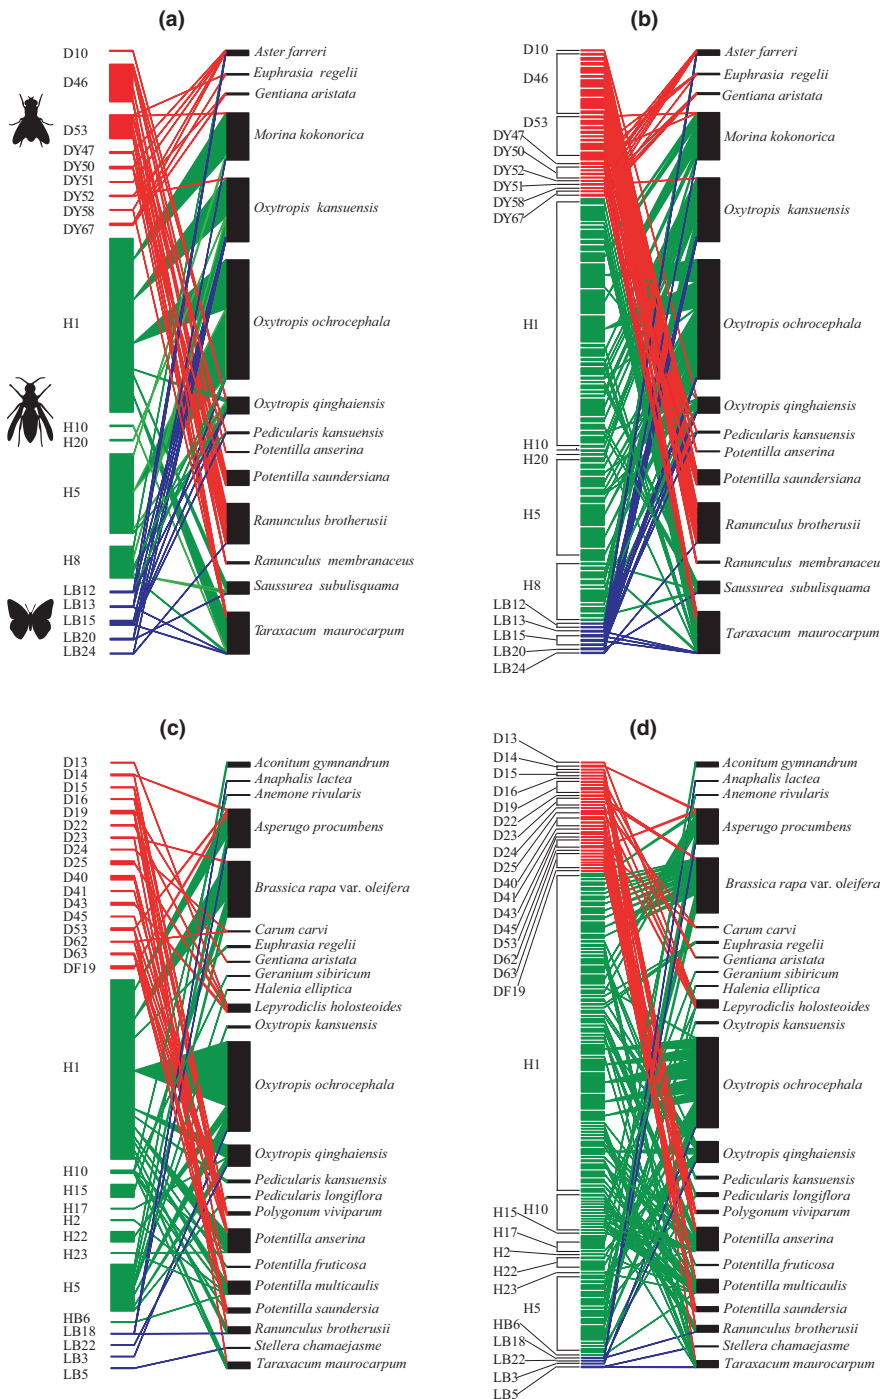 (a)
D10
D46
D53
DY47
DY50
DY51
DY52
DY58
DY67
H1
H10
H20
H5
H8
LB12
LB13
LB15
LB20
LB24
Aster farreri
Euphrasia regelii
Gentiana aristata
Morina kokonorica
Oxytropis kansuensis
Oxytropis ochrocephala
Oxytropis qinghaiensis
Pedicularis kansuensis
Potentilla anserina
Potentilla saundersiana
Ranunculus brotherusii
Ranunculus membranaceus
Saussurea subulisquama
Taraxacum maurocarpum
(b)
D10
D46
D53
DY47
DY50
DY52
DY51
DY58
DY67
H1
H10
H20
H5
H8
LB12
LB13
LB15
LB20
LB24
Aster farreri
Euphrasia regelii
Gentiana aristata
Morina kokonorica
Oxytropis kansuensis
Oxytropis ochrocephala
Oxytropis qinghaiensis
Pedicularis kansuensis
Potentilla anserina
Potentilla saundersiana
Ranunculus brotherusii
Ranunculus membranaceus
Saussurea subulisquama
Taraxacum maurocarpum
(c)
D13
D14
D15
D16
D19
D22
D23
D24
D25
D40
D41
D43
D45
D53
D62
D63
DF19
H1
H10
H15
H17
H2
H22
H23
H5
HB6
LB18
LB22
LB3
LB5
Aconitum gymnandrum
Anaphalis lactea
Anemone rivularis
Asperugo procumbens
Brassica rapa var. oleifera
Carum carvi
Euphrasia regelii
Gentiana aristata
Geranium sibiricum
Halenia elliptica
Lepyrodiclis holosteoides
Oxytropis kansuensis
Oxytropis ochrocephala
Oxytropis qinghaiensis
Pedicularis kansuensis
Pedicularis longiflora
Polygonum viviparum
Potentilla anserina
Potentilla fruticosa
Potentilla multicaulis
Potentilla saundersia
Ranunculus brotherusii
Stellera chamaejasme
Taraxacum maurocarpum
(d)
D13
D14
D15
D16
D19
D22
D23
D24
D25
D40
D41
D43
D45
D53
D62
D63
DF19
H1
H10
H15
H17
H2
H22
H23
H5
HB6
LB18
LB22
LB3
LB5
Aconitum gymnandrum
Anaphalis lactea
Anemone rivularis
Asperugo procumbens
Brassica rapa var. oleifera
Carum carvi
Euphrasia regelii
Gentiana aristata
Geranium sibiricum
Halenia elliptica
Lepyrodiclis holosteoides
Oxytropis kansuensis
Oxytropis ochrocephala
Oxytropis qinghaiensis
Pedicularis kansuensis
Pedicularis longiflora
Polygonum viviparum
Potentilla anserina
Potentilla fruticosa
Potentilla multicaulis
Potentilla saundersia
Ranunculus brotherusii
Stellera chamaejasme
Taraxacum maurocarpum